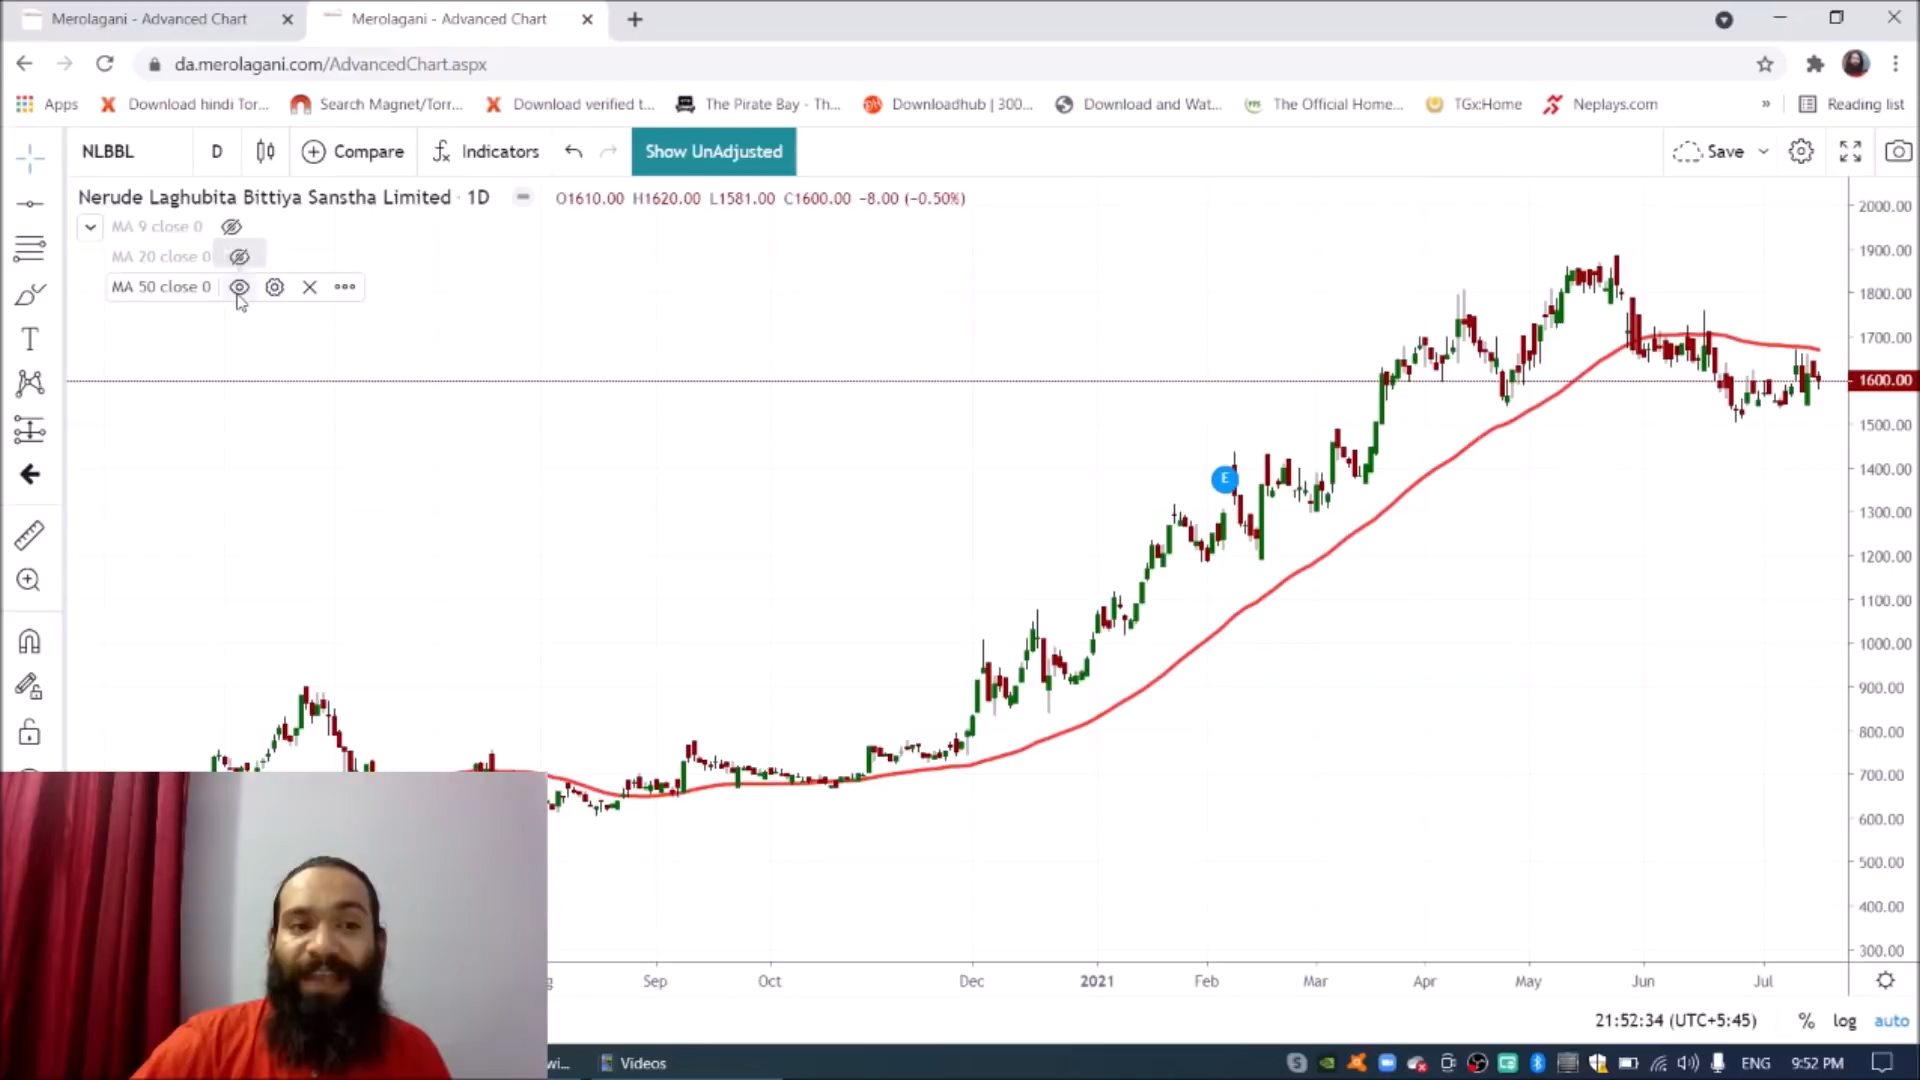 Merolagani - Advanced Chart
Merolagani - Advanced Chart
da.merolagani.com/AdvancedChart.aspx
Apps
Download hindi Tor...
Search Magnet/Torr...
Download verified t...
The Pirate Bay - Th...
Downloadhub | 300...
Download and Wat...
The Official Home...
TGx:Home
Neplays.com
»
Reading list
NLBBL
D
Compare
Indicators
Show UnAdjusted
Save
Nerude Laghubita Bittiya Sanstha Limited · 1D
O1610.00 H1620.00 L1581.00 C1600.00 −8.00 (−0.50%)
MA 9 close 0
MA 20 close 0
MA 50 close 0
E
2000.00
1900.00
1800.00
1700.00
1600.00
1500.00
1400.00
1300.00
1200.00
1100.00
1000.00
900.00
800.00
700.00
600.00
500.00
400.00
300.00
Sep
Oct
Dec
2021
Feb
Mar
Apr
May
Jun
Jul
21:52:34 (UTC+5:45)
%
log
auto
Videos
ENG
9:52 PM